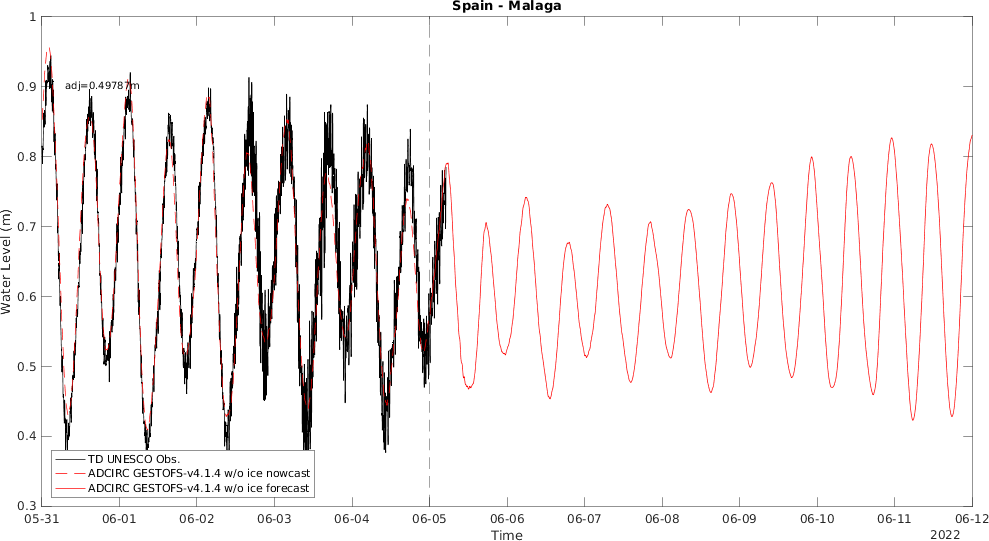 Spain - Malaga
1
0.9
0.8
0.7
0.6
0.5
0.4
0.3
Water Level (m)
adj=0.49787m
TD UNESCO Obs.
ADCIRC GESTOFS-v4.1.4 w/o ice nowcast
ADCIRC GESTOFS-v4.1.4 w/o ice forecast
05-31 06-01 06-02 06-03 06-04 06-05 06-06 06-07 06-08 06-09 06-10 06-11 06-12
Time
2022